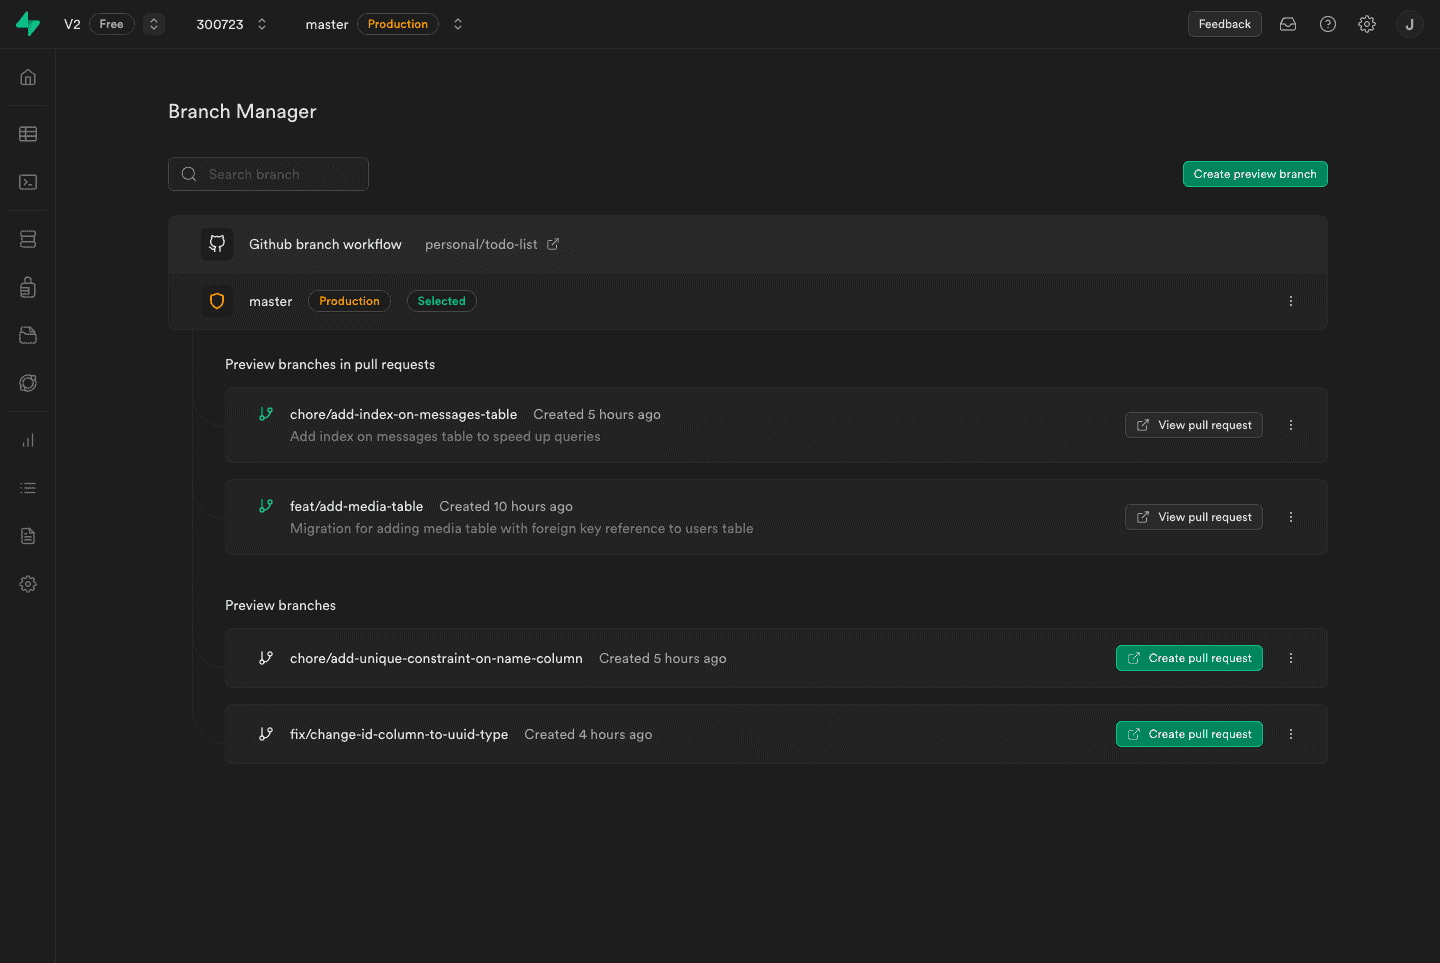 V2 Free 300723 master Production Feedback J
Branch Manager
Search branch Create preview branch
Github branch workflow personal/todo-list
master Production Selected
Preview branches in pull requests
chore/add-index-on-messages-table Created 5 hours ago
Add index on messages table to speed up queries
View pull request
feat/add-media-table Created 10 hours ago
Migration for adding media table with foreign key reference to users table
View pull request
Preview branches
chore/add-unique-constraint-on-name-column Created 5 hours ago Create pull request
fix/change-id-column-to-uuid-type Created 4 hours ago Create pull request